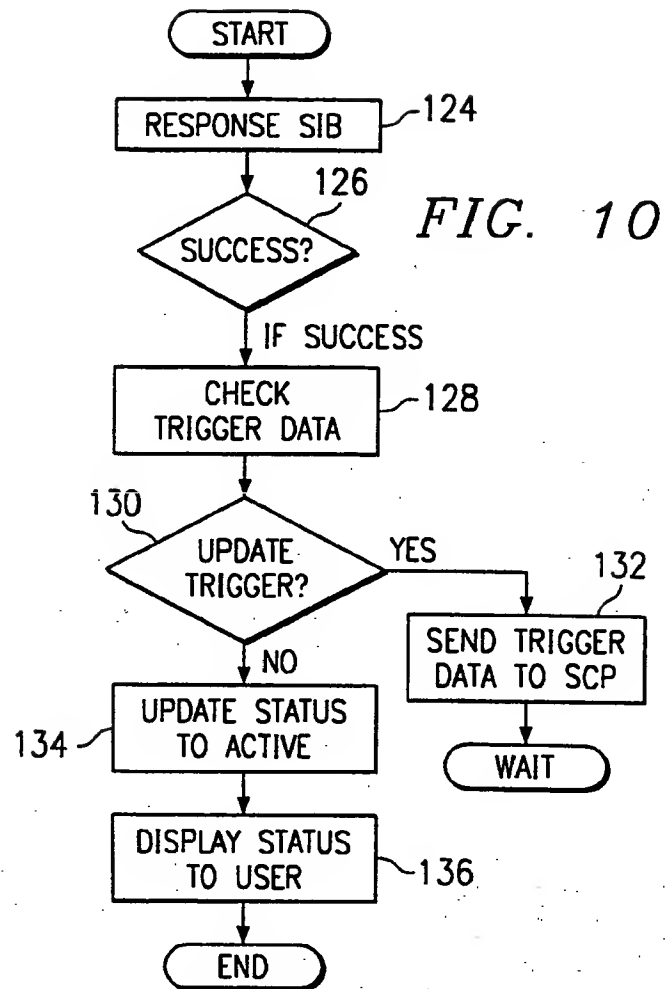 START
RESPONSE SIB
124
126
FIG. 10
SUCCESS?
IF SUCCESS
CHECK
TRIGGER DATA
128
130
UPDATE
TRIGGER?
YES
132
SEND TRIGGER
DATA TO SCP
NO
WAIT
134
UPDATE STATUS
TO ACTIVE
DISPLAY STATUS
TO USER
136
END